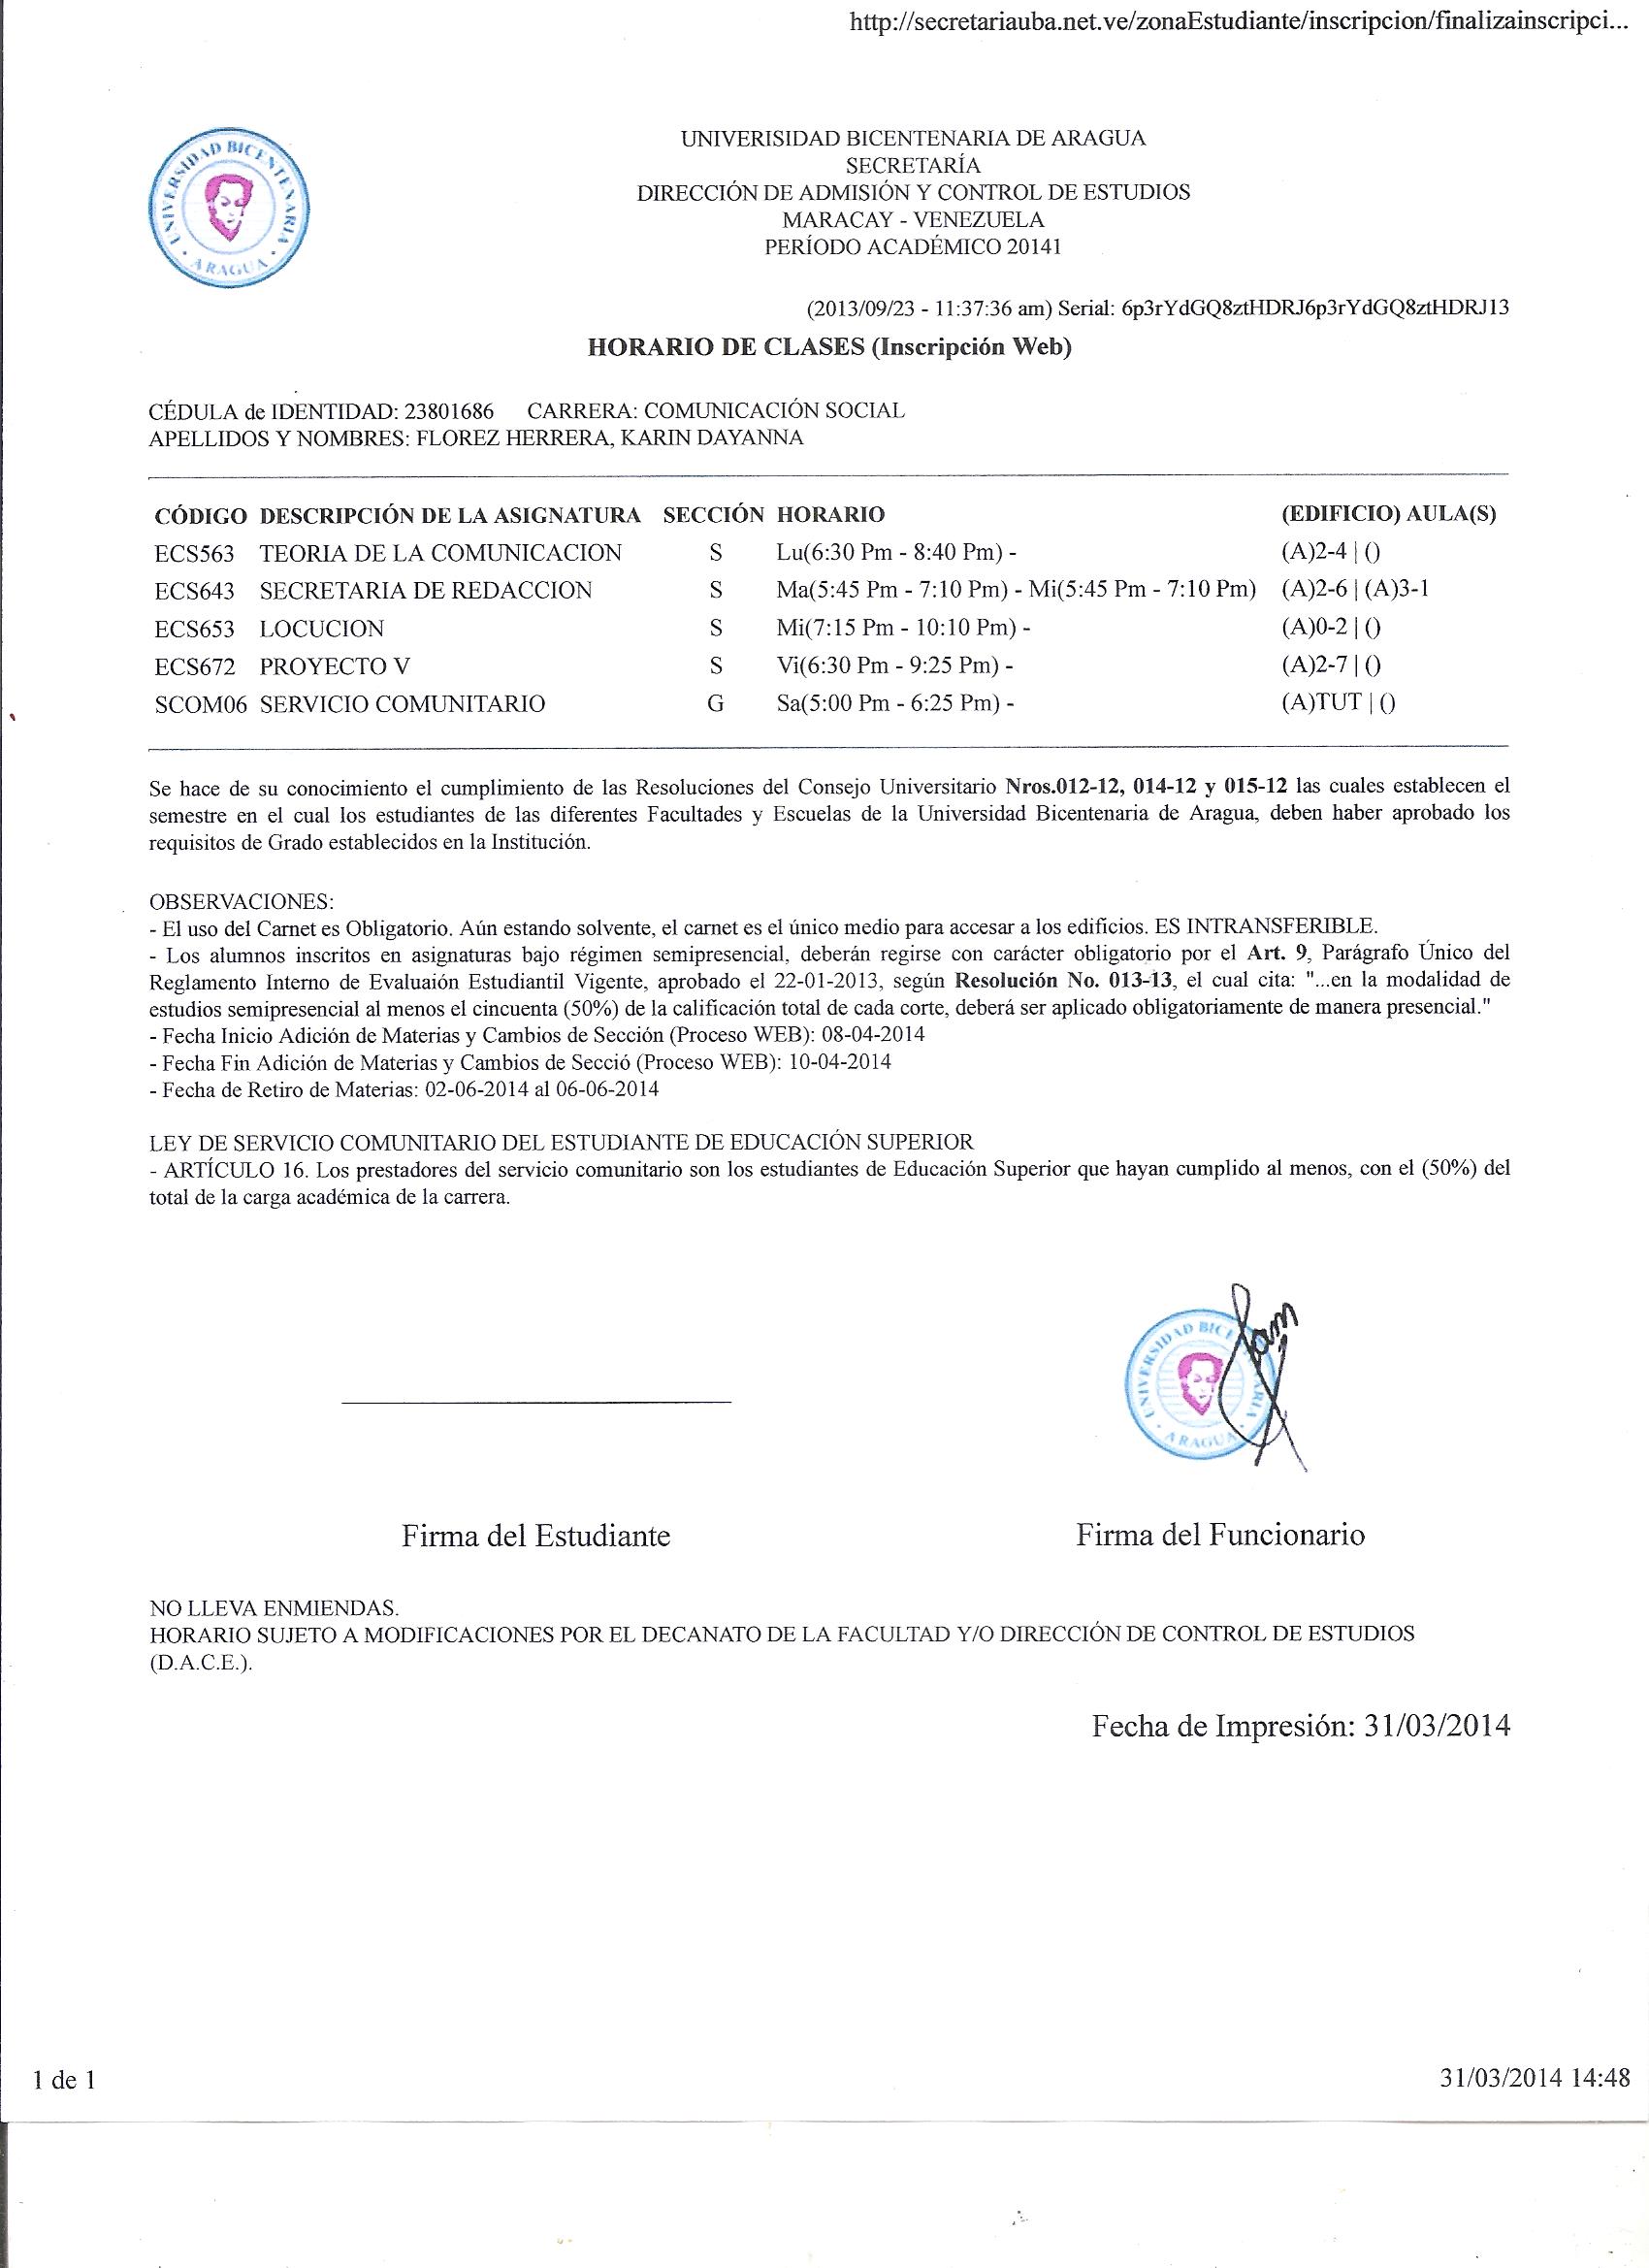 http://secretariauba.net.ve/zonaEstudiante/inscripcion/finalizainscripci...
UNIVERSIDAD BICENTENARIA
ARAGUA
UNIVERISIDAD BICENTENARIA DE ARAGUA
SECRETARÍA
DIRECCIÓN DE ADMISIÓN Y CONTROL DE ESTUDIOS
MARACAY - VENEZUELA
PERÍODO ACADÉMICO 20141
(2013/09/23 - 11:37:36 am) Serial: 6p3rYdGQ8ztHDRJ6p3rYdGQ8ztHDRJ13
HORARIO DE CLASES (Inscripción Web)
CÉDULA de IDENTIDAD: 23801686 CARRERA: COMUNICACIÓN SOCIAL
APELLIDOS Y NOMBRES: FLOREZ HERRERA, KARIN DAYANNA
CÓDIGO DESCRIPCIÓN DE LA ASIGNATURA SECCIÓN HORARIO (EDIFICIO) AULA(S)
ECS563 TEORIA DE LA COMUNICACION S Lu(6:30 Pm - 8:40 Pm) - (A)2-4 | ()
ECS643 SECRETARIA DE REDACCION S Ma(5:45 Pm - 7:10 Pm) - Mi(5:45 Pm - 7:10 Pm) (A)2-6 | (A)3-1
ECS653 LOCUCION S Mi(7:15 Pm - 10:10 Pm) - (A)0-2 | ()
ECS672 PROYECTO V S Vi(6:30 Pm - 9:25 Pm) - (A)2-7 | ()
SCOM06 SERVICIO COMUNITARIO G Sa(5:00 Pm - 6:25 Pm) - (A)TUT | ()
Se hace de su conocimiento el cumplimiento de las Resoluciones del Consejo Universitario Nros.012-12, 014-12 y 015-12 las cuales establecen el
semestre en el cual los estudiantes de las diferentes Facultades y Escuelas de la Universidad Bicentenaria de Aragua, deben haber aprobado los
requisitos de Grado establecidos en la Institución.
OBSERVACIONES:
- El uso del Carnet es Obligatorio. Aún estando solvente, el carnet es el único medio para accesar a los edificios. ES INTRANSFERIBLE.
- Los alumnos inscritos en asignaturas bajo régimen semipresencial, deberán regirse con carácter obligatorio por el Art. 9, Parágrafo Único del
Reglamento Interno de Evaluaión Estudiantil Vigente, aprobado el 22-01-2013, según Resolución No. 013-13, el cual cita: "...en la modalidad de
estudios semipresencial al menos el cincuenta (50%) de la calificación total de cada corte, deberá ser aplicado obligatoriamente de manera presencial."
- Fecha Inicio Adición de Materias y Cambios de Sección (Proceso WEB): 08-04-2014
- Fecha Fin Adición de Materias y Cambios de Secció (Proceso WEB): 10-04-2014
- Fecha de Retiro de Materias: 02-06-2014 al 06-06-2014
LEY DE SERVICIO COMUNITARIO DEL ESTUDIANTE DE EDUCACIÓN SUPERIOR
- ARTÍCULO 16. Los prestadores del servicio comunitario son los estudiantes de Educación Superior que hayan cumplido al menos, con el (50%) del
total de la carga académica de la carrera.
ARAGUA
Firma del Estudiante Firma del Funcionario
NO LLEVA ENMIENDAS.
HORARIO SUJETO A MODIFICACIONES POR EL DECANATO DE LA FACULTAD Y/O DIRECCIÓN DE CONTROL DE ESTUDIOS
(D.A.C.E.).
Fecha de Impresión: 31/03/2014
1 de 1 31/03/2014 14:48